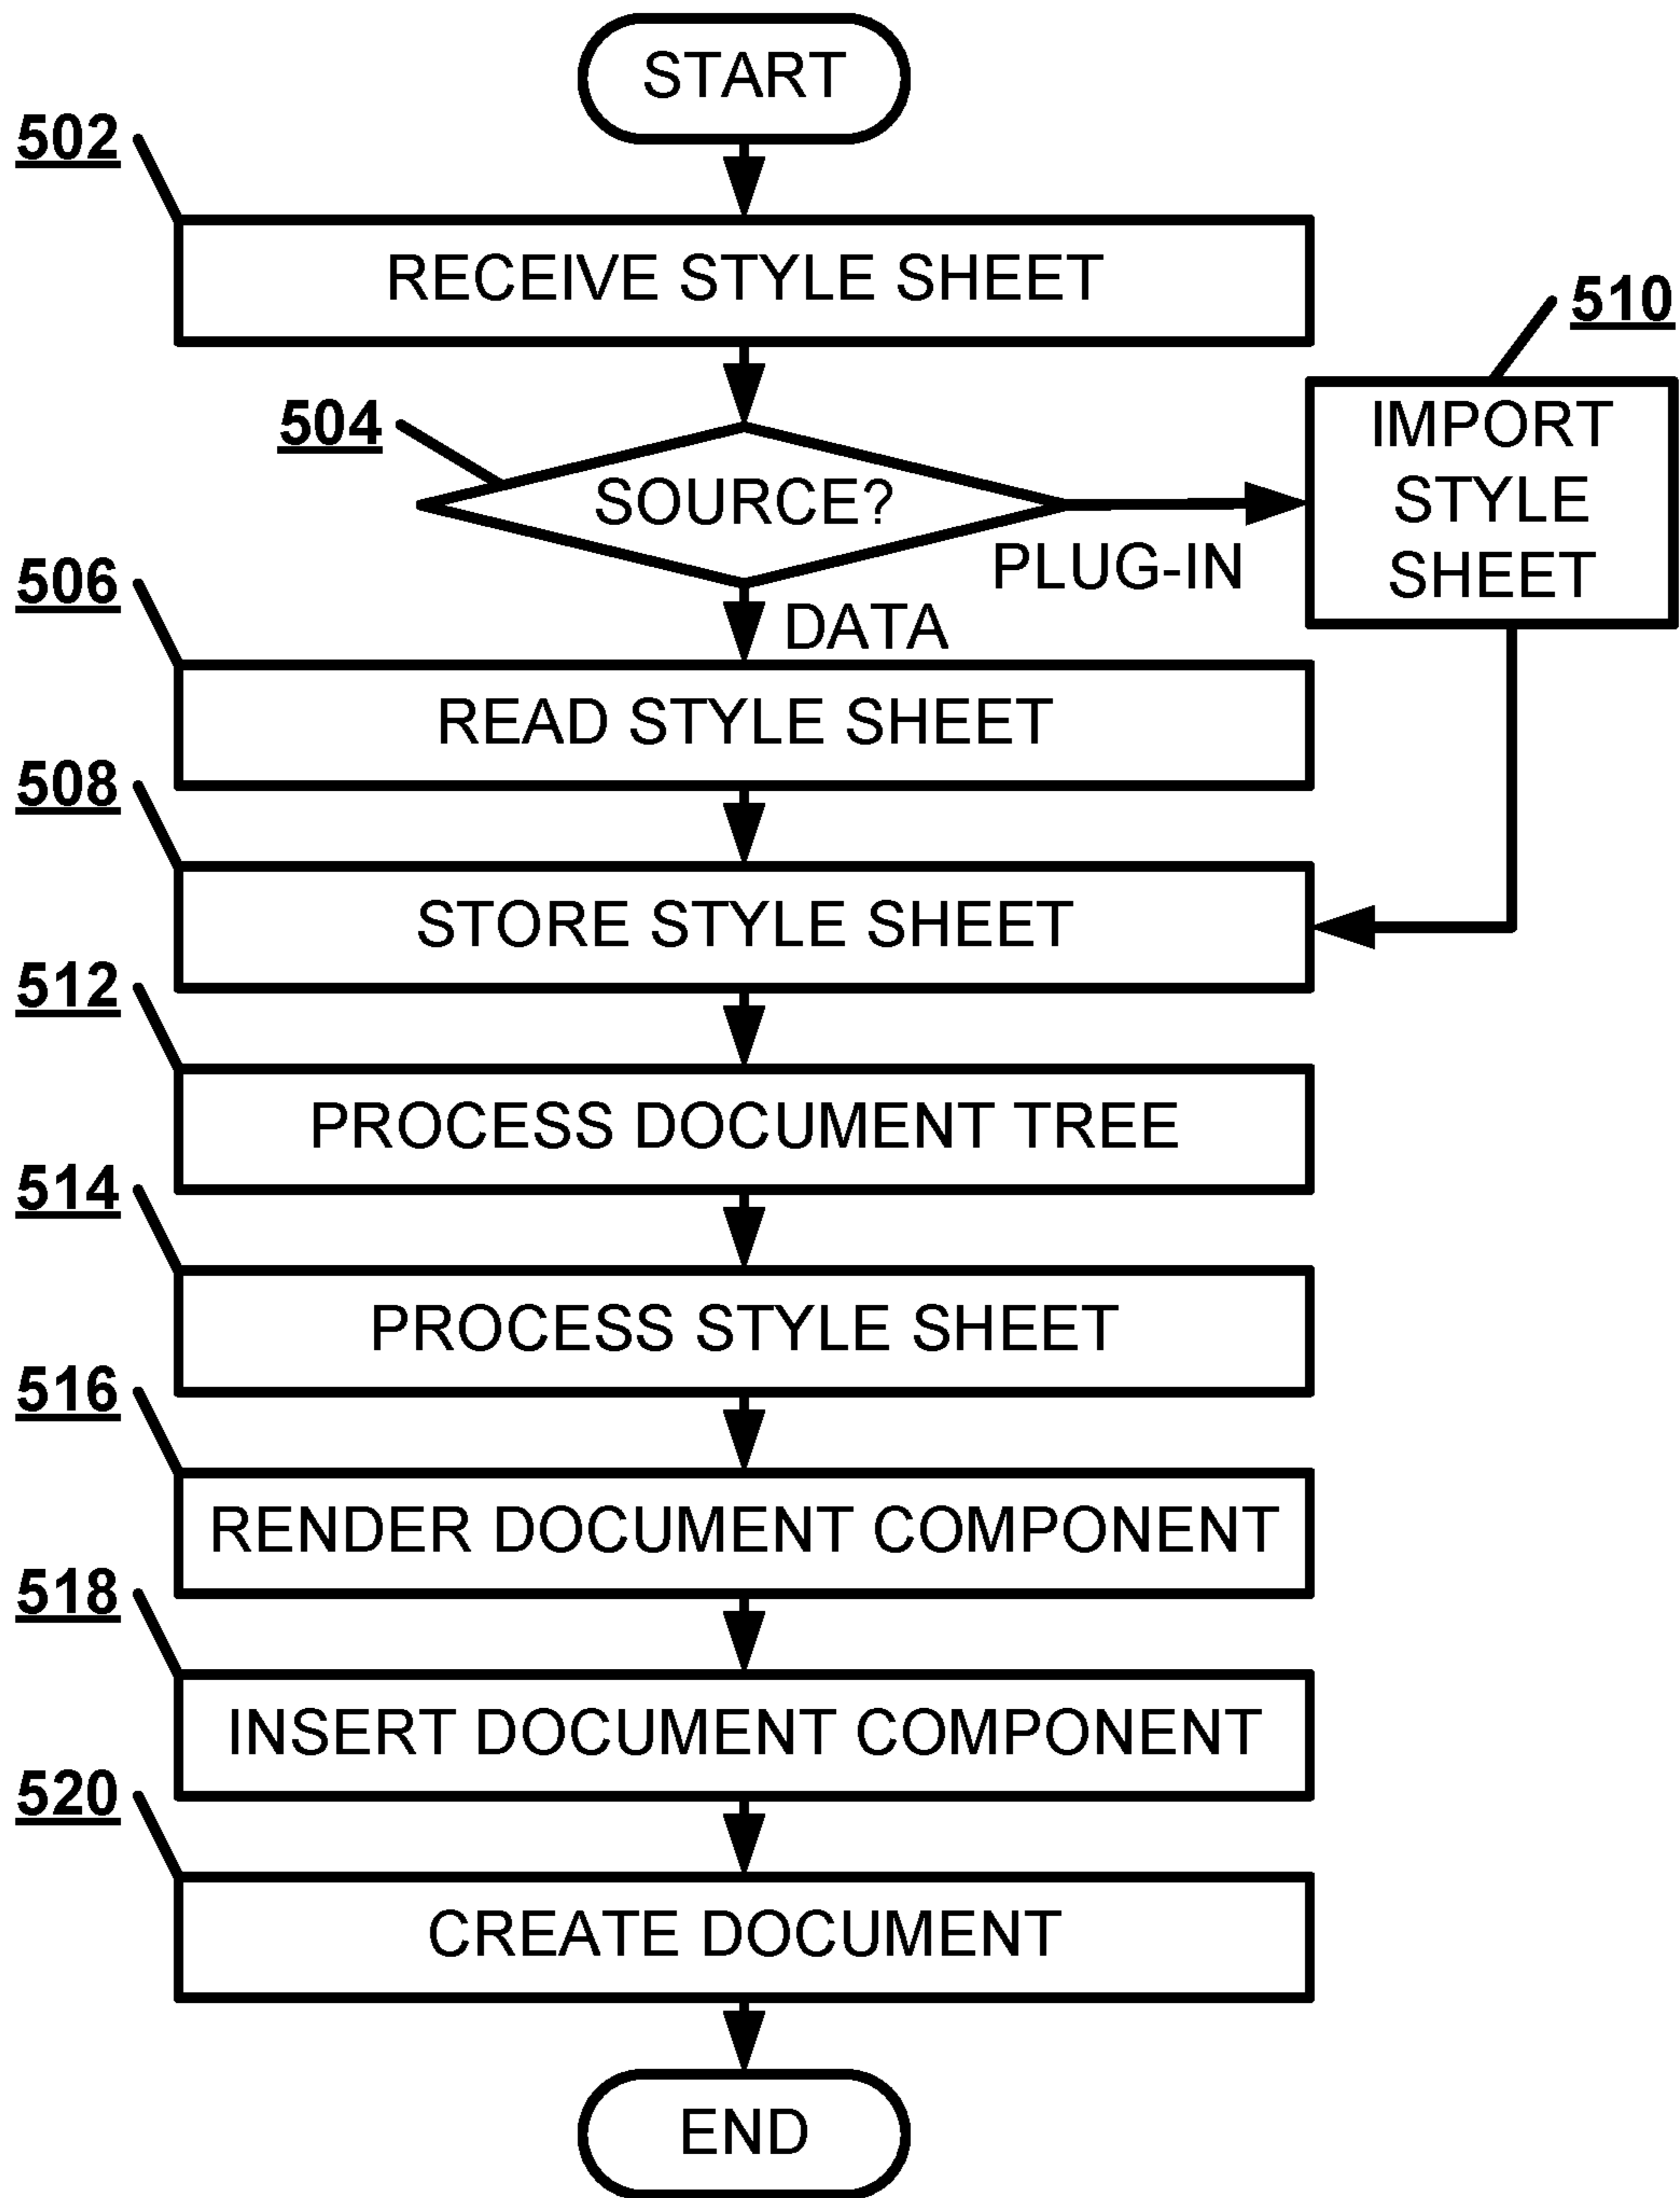 START
502
RECEIVE STYLE SHEET
510
504
SOURCE?
IMPORT
STYLE
SHEET
PLUG-IN
506
DATA
READ STYLE SHEET
508
STORE STYLE SHEET
512
PROCESS DOCUMENT TREE
514
PROCESS STYLE SHEET
516
RENDER DOCUMENT COMPONENT
518
INSERT DOCUMENT COMPONENT
520
CREATE DOCUMENT
END